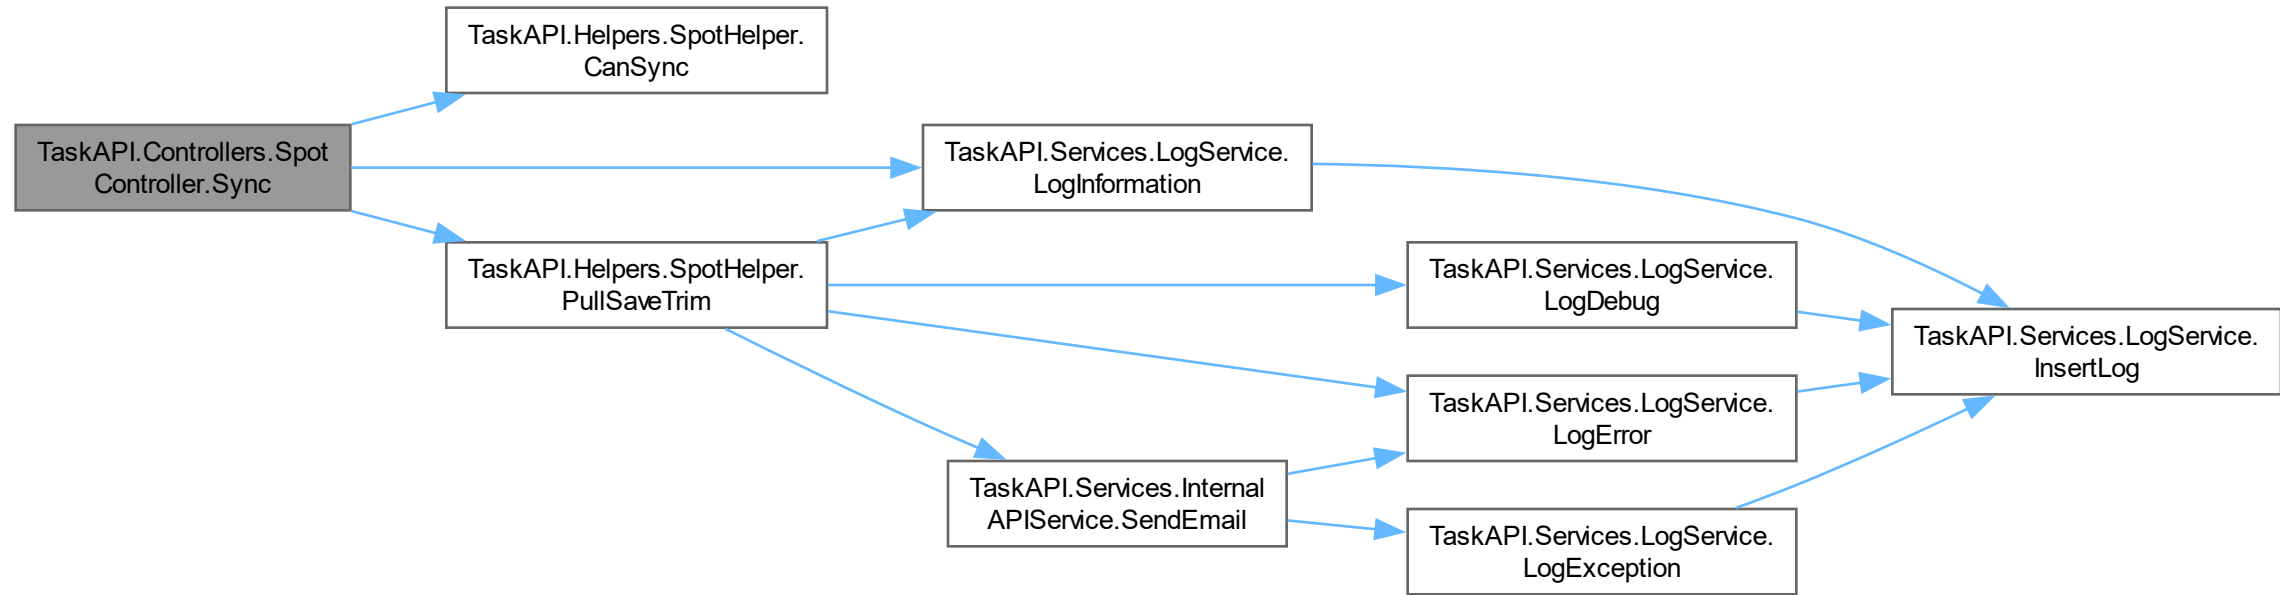 TaskAPI.Helpers.SpotHelper.
CanSync
TaskAPI.Controllers.Spot
Controller.Sync
TaskAPI.Services.LogService.
LogInformation
TaskAPI.Helpers.SpotHelper.
PullSaveTrim
TaskAPI.Services.LogService.
LogDebug
TaskAPI.Services.LogService.
InsertLog
TaskAPI.Services.LogService.
LogError
TaskAPI.Services.Internal
APIService.SendEmail
TaskAPI.Services.LogService.
LogException